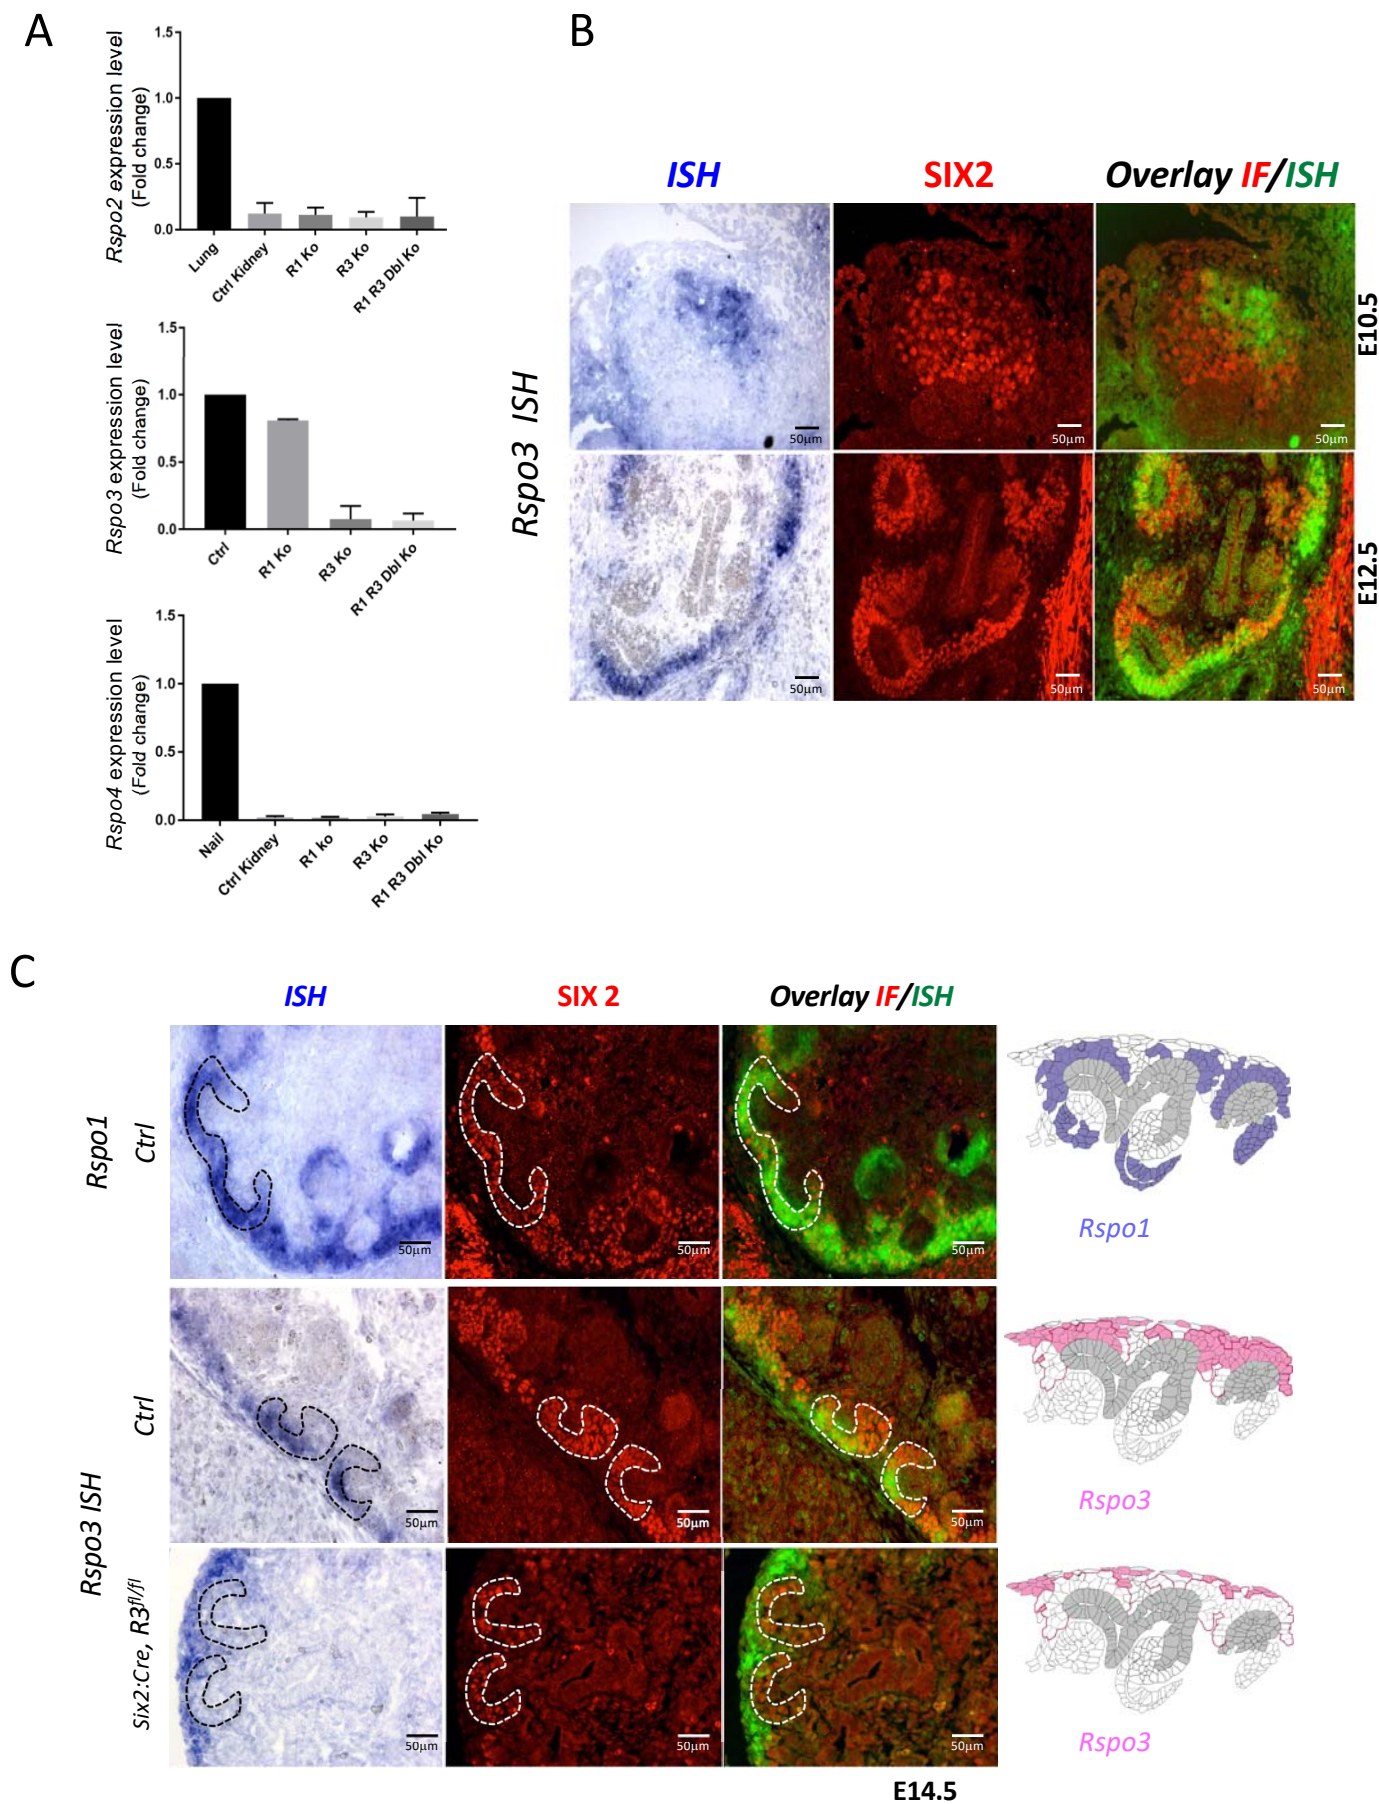 A
Rspo2 expression level
(Fold change)
1.5
1.0
0.5
0.0
Lung
Ctrl Kidney
R1 Ko
R3 Ko
R1 R3 Dbl Ko
Rspo3 expression level
(Fold change)
1.5
1.0
0.5
0.0
Ctrl
R1 Ko
R3 Ko
R1 R3 Dbl Ko
Rspo4 expression level
(Fold change)
1.5
1.0
0.5
0.0
Nail
Ctrl Kidney
R1 ko
R3 Ko
R1 R3 Dbl Ko
B
ISH
SIX2
Overlay IF/ISH
Rspo3 ISH
50µm
50µm
50µm
E10.5
50µm
50µm
50µm
E12.5
C
ISH
SIX 2
Overlay IF/ISH
Rspo1
Ctrl
50µm
50µm
50µm
Rspo1
Rspo3 ISH
Ctrl
50µm
50µm
50µm
Rspo3
Six2:Cre, R3fl/fl
50µm
50µm
50µm
Rspo3
E14.5